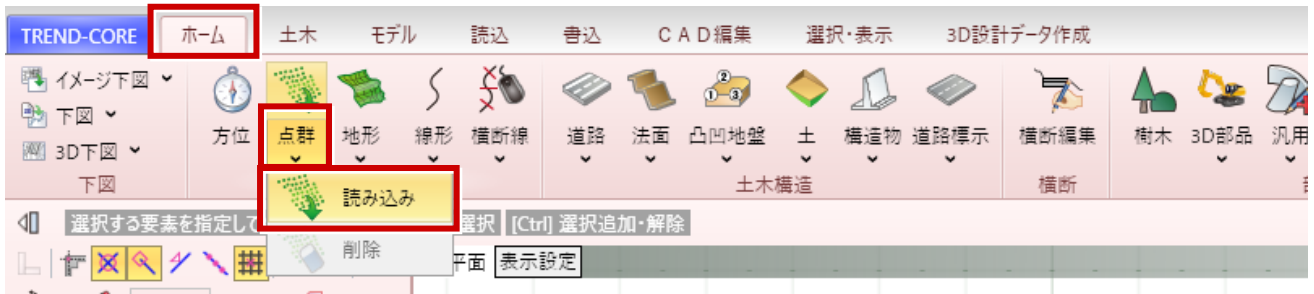 TREND-CORE ホーム 土木 モデル 読込 書込 CAD編集 選択・表示 3D設計データ作成
イメージ下図
下図
3D下図
方位 点群 地形 線形 横断線 道路 法面 凸凹地盤 土 構造物 道路標示 横断編集 樹木 3D部品 汎用
下図 土木構造 横断
読み込み
選択する要素を指定して 選択 [Ctrl] 選択追加・解除
削除
平面 表示設定